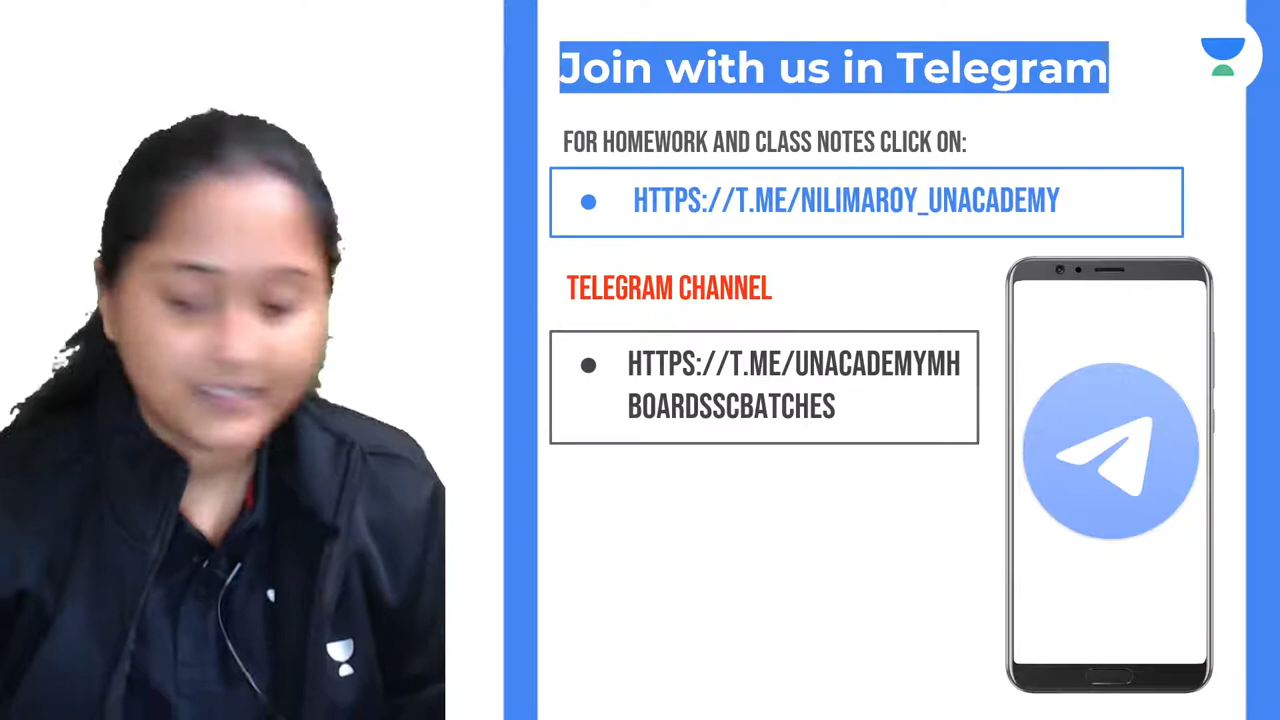 Join with us in Telegram
FOR HOMEWORK AND CLASS NOTES CLICK ON:
● HTTPS://T.ME/NILIMAROY_UNACADEMY
TELEGRAM CHANNEL
● HTTPS://T.ME/UNACADEMYMH
BOARDSSCBATCHES